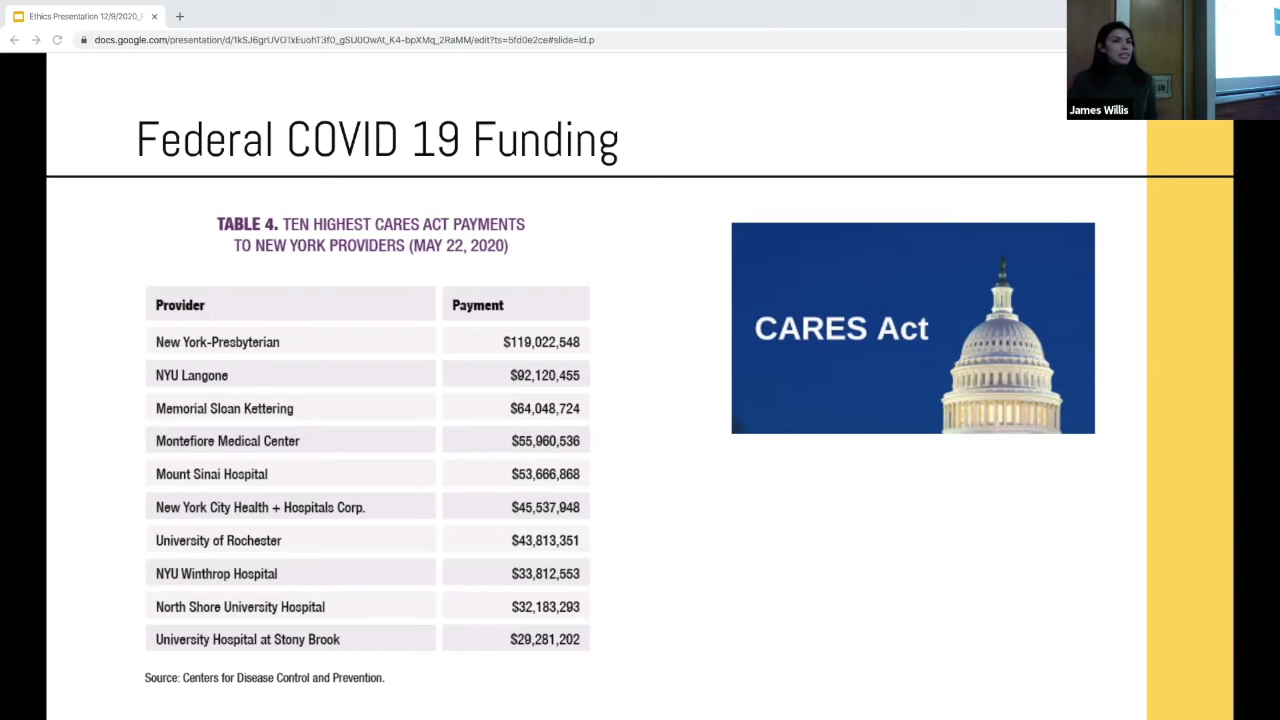 Ethics Presentation 12/9/2020_F
docs.google.com/presentation/d/1kSJ6grUVOTxEuohT3f0_gSU0OwAt_K4-bpXMq_2RaMM/edit?ts=5fd0e2ce#slide=id.p
James Willis
Federal COVID 19 Funding
TABLE 4. TEN HIGHEST CARES ACT PAYMENTS
TO NEW YORK PROVIDERS (MAY 22, 2020)
Provider Payment
New York-Presbyterian $119,022,548
NYU Langone $92,120,455
Memorial Sloan Kettering $64,048,724
Montefiore Medical Center $55,960,536
Mount Sinai Hospital $53,666,868
New York City Health + Hospitals Corp. $45,537,948
University of Rochester $43,813,351
NYU Winthrop Hospital $33,812,553
North Shore University Hospital $32,183,293
University Hospital at Stony Brook $29,281,202
Source: Centers for Disease Control and Prevention.
CARES Act